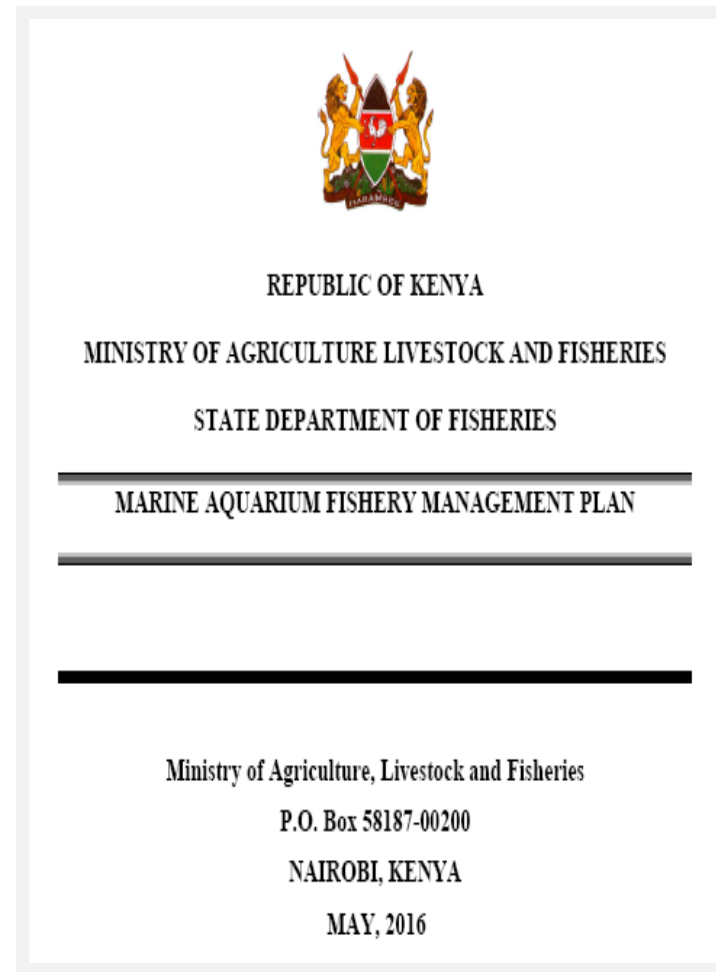 HARAMBEE
REPUBLIC OF KENYA
MINISTRY OF AGRICULTURE LIVESTOCK AND FISHERIES
STATE DEPARTMENT OF FISHERIES
MARINE AQUARIUM FISHERY MANAGEMENT PLAN
Ministry of Agriculture, Livestock and Fisheries
P.O. Box 58187-00200
NAIROBI, KENYA
MAY, 2016